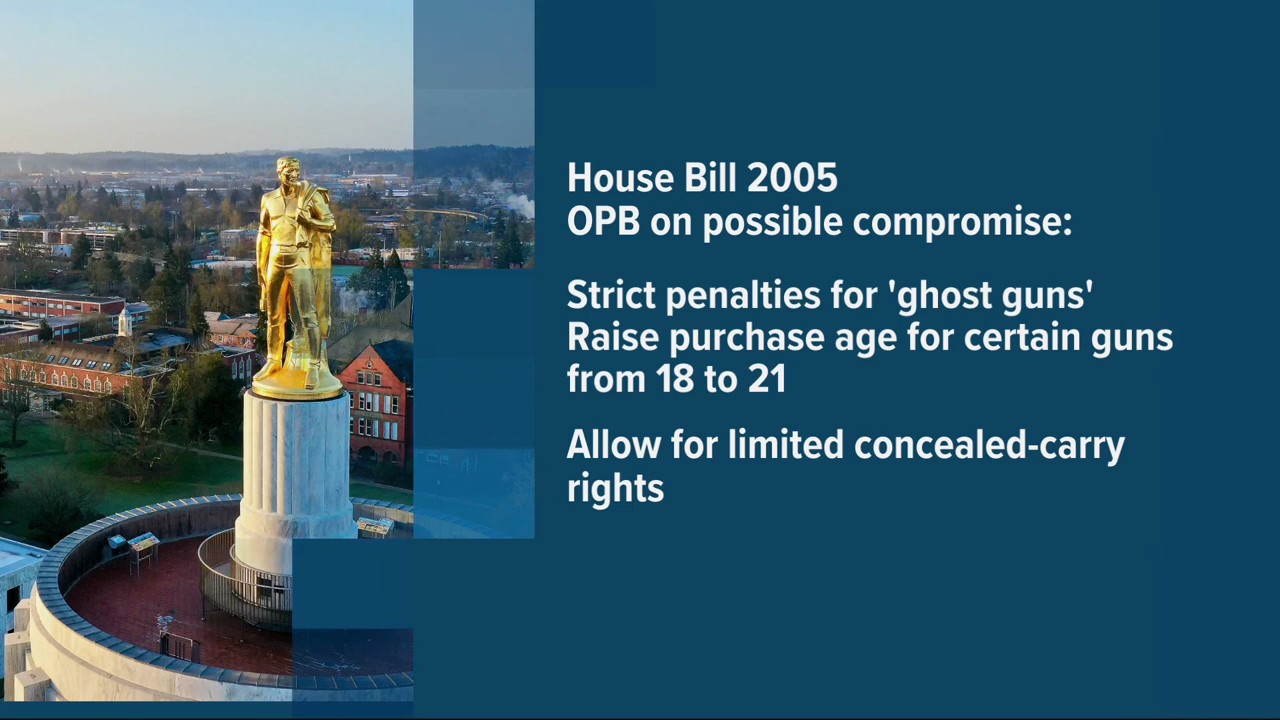 House Bill 2005
OPB on possible compromise:
Strict penalties for 'ghost guns'
Raise purchase age for certain guns
from 18 to 21
Allow for limited concealed-carry
rights